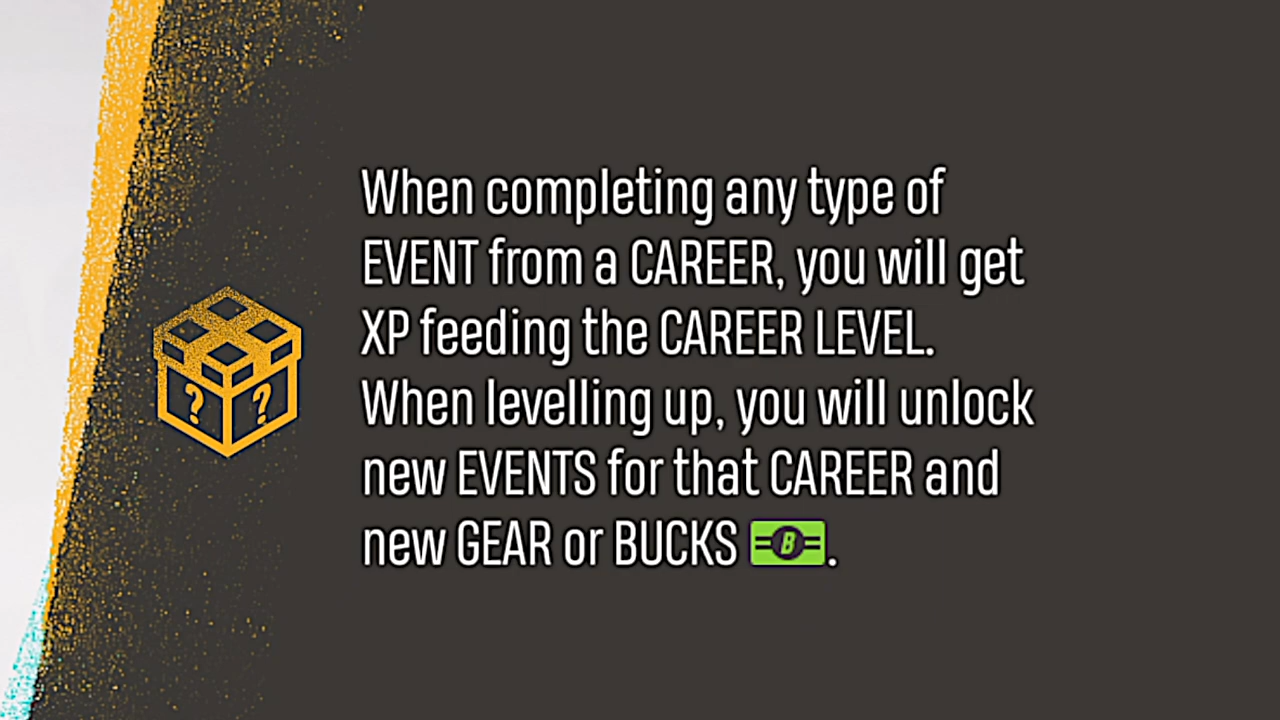 When completing any type of
EVENT from a CAREER, you will get
XP feeding the CAREER LEVEL.
When levelling up, you will unlock
new EVENTS for that CAREER and
new GEAR or BUCKS B.
? ?